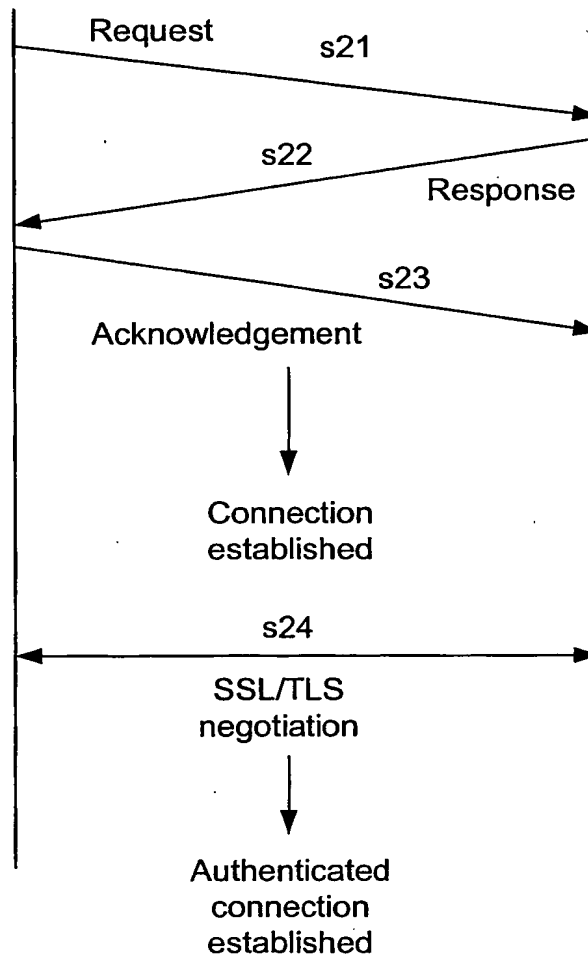 Request
s21
s22
Response
s23
Acknowledgement
Connection
established
s24
SSL/TLS
negotiation
Authenticated
connection
established